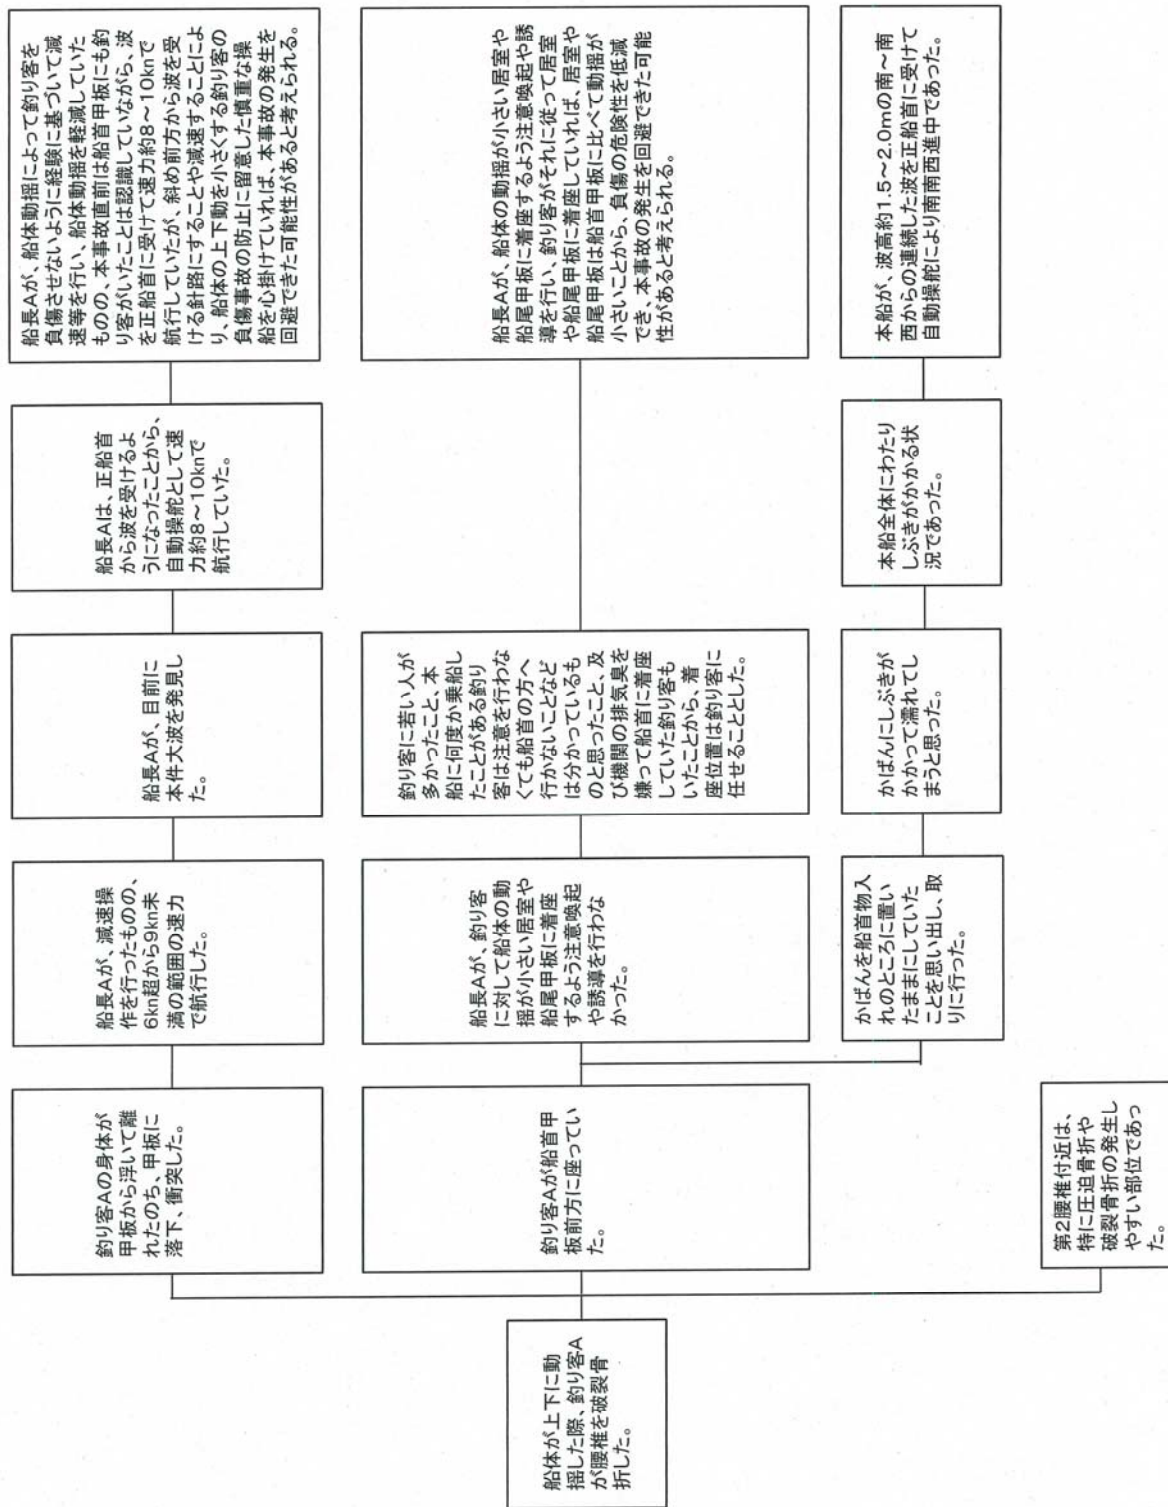 船体が上下に動
揺した際、釣り客A
が腰椎を破裂骨
折した。
釣り客Aの身体が
甲板から浮いて離
れたのち、甲板に
落下、衝突した。
船長Aが、減速操
作を行ったものの、
6kn超から9kn未
満の範囲の速力
で航行した。
船長Aが、目前に
本件大波を発見し
た。
船長Aは、正船首
から波を受けるよ
うになったことから、
自動操舵として速
力約8～10knで
航行していた。
船長Aが、船体動揺によって釣り客を
負傷させないように経験に基づいて減
速等を行い、船体動揺を軽減していた
ものの、本事故直前は船首甲板にも釣
り客がいたことは認識していながら、波
を正船首に受けて速力約8～10knで
航行していたが、斜め前方から波を受
ける針路にすることや減速することによ
り、船体の上下動を小さくする釣り客の
負傷事故の防止に留意した慎重な操
船を心掛けていれば、本事故の発生を
回避できた可能性があると考えられる。
釣り客Aが船首甲
板前方に座ってい
た。
船長Aが、釣り客
に対して船体の動
揺が小さい居室や
船尾甲板に着座
するよう注意喚起
や誘導を行わな
かった。
釣り客に若い人が
多かったこと、本
船に何度か乗船し
たことがある釣り
客は注意を行わな
くても船首の方へ
行かないことなど
は分かっているも
のと思ったこと、及
び機関の排気臭を
嫌って船首に着座
していた釣り客も
いたことから、着
座位置は釣り客に
任せることとした。
船長Aが、船体の動揺が小さい居室や
船尾甲板に着座するよう注意喚起や誘
導を行い、釣り客がそれに従って居室
や船尾甲板に着座していれば、居室や
船尾甲板は船首甲板に比べて動揺が
小さいことから、負傷の危険性を低減
でき、本事故の発生を回避できた可能
性があると考えられる。
かばんを船首物入
れのところに置い
たままにしていた
ことを思い出し、取
りに行った。
かばんにしぶきが
かかって濡れてし
まうと思った。
本船全体にわたり
しぶきがかかる状
況であった。
本船が、波高約1.5～2.0mの南～南
西からの連続した波を正船首に受けて
自動操舵により南南西進中であった。
第2腰椎付近は、
特に圧迫骨折や
破裂骨折の発生し
やすい部位であっ
た。